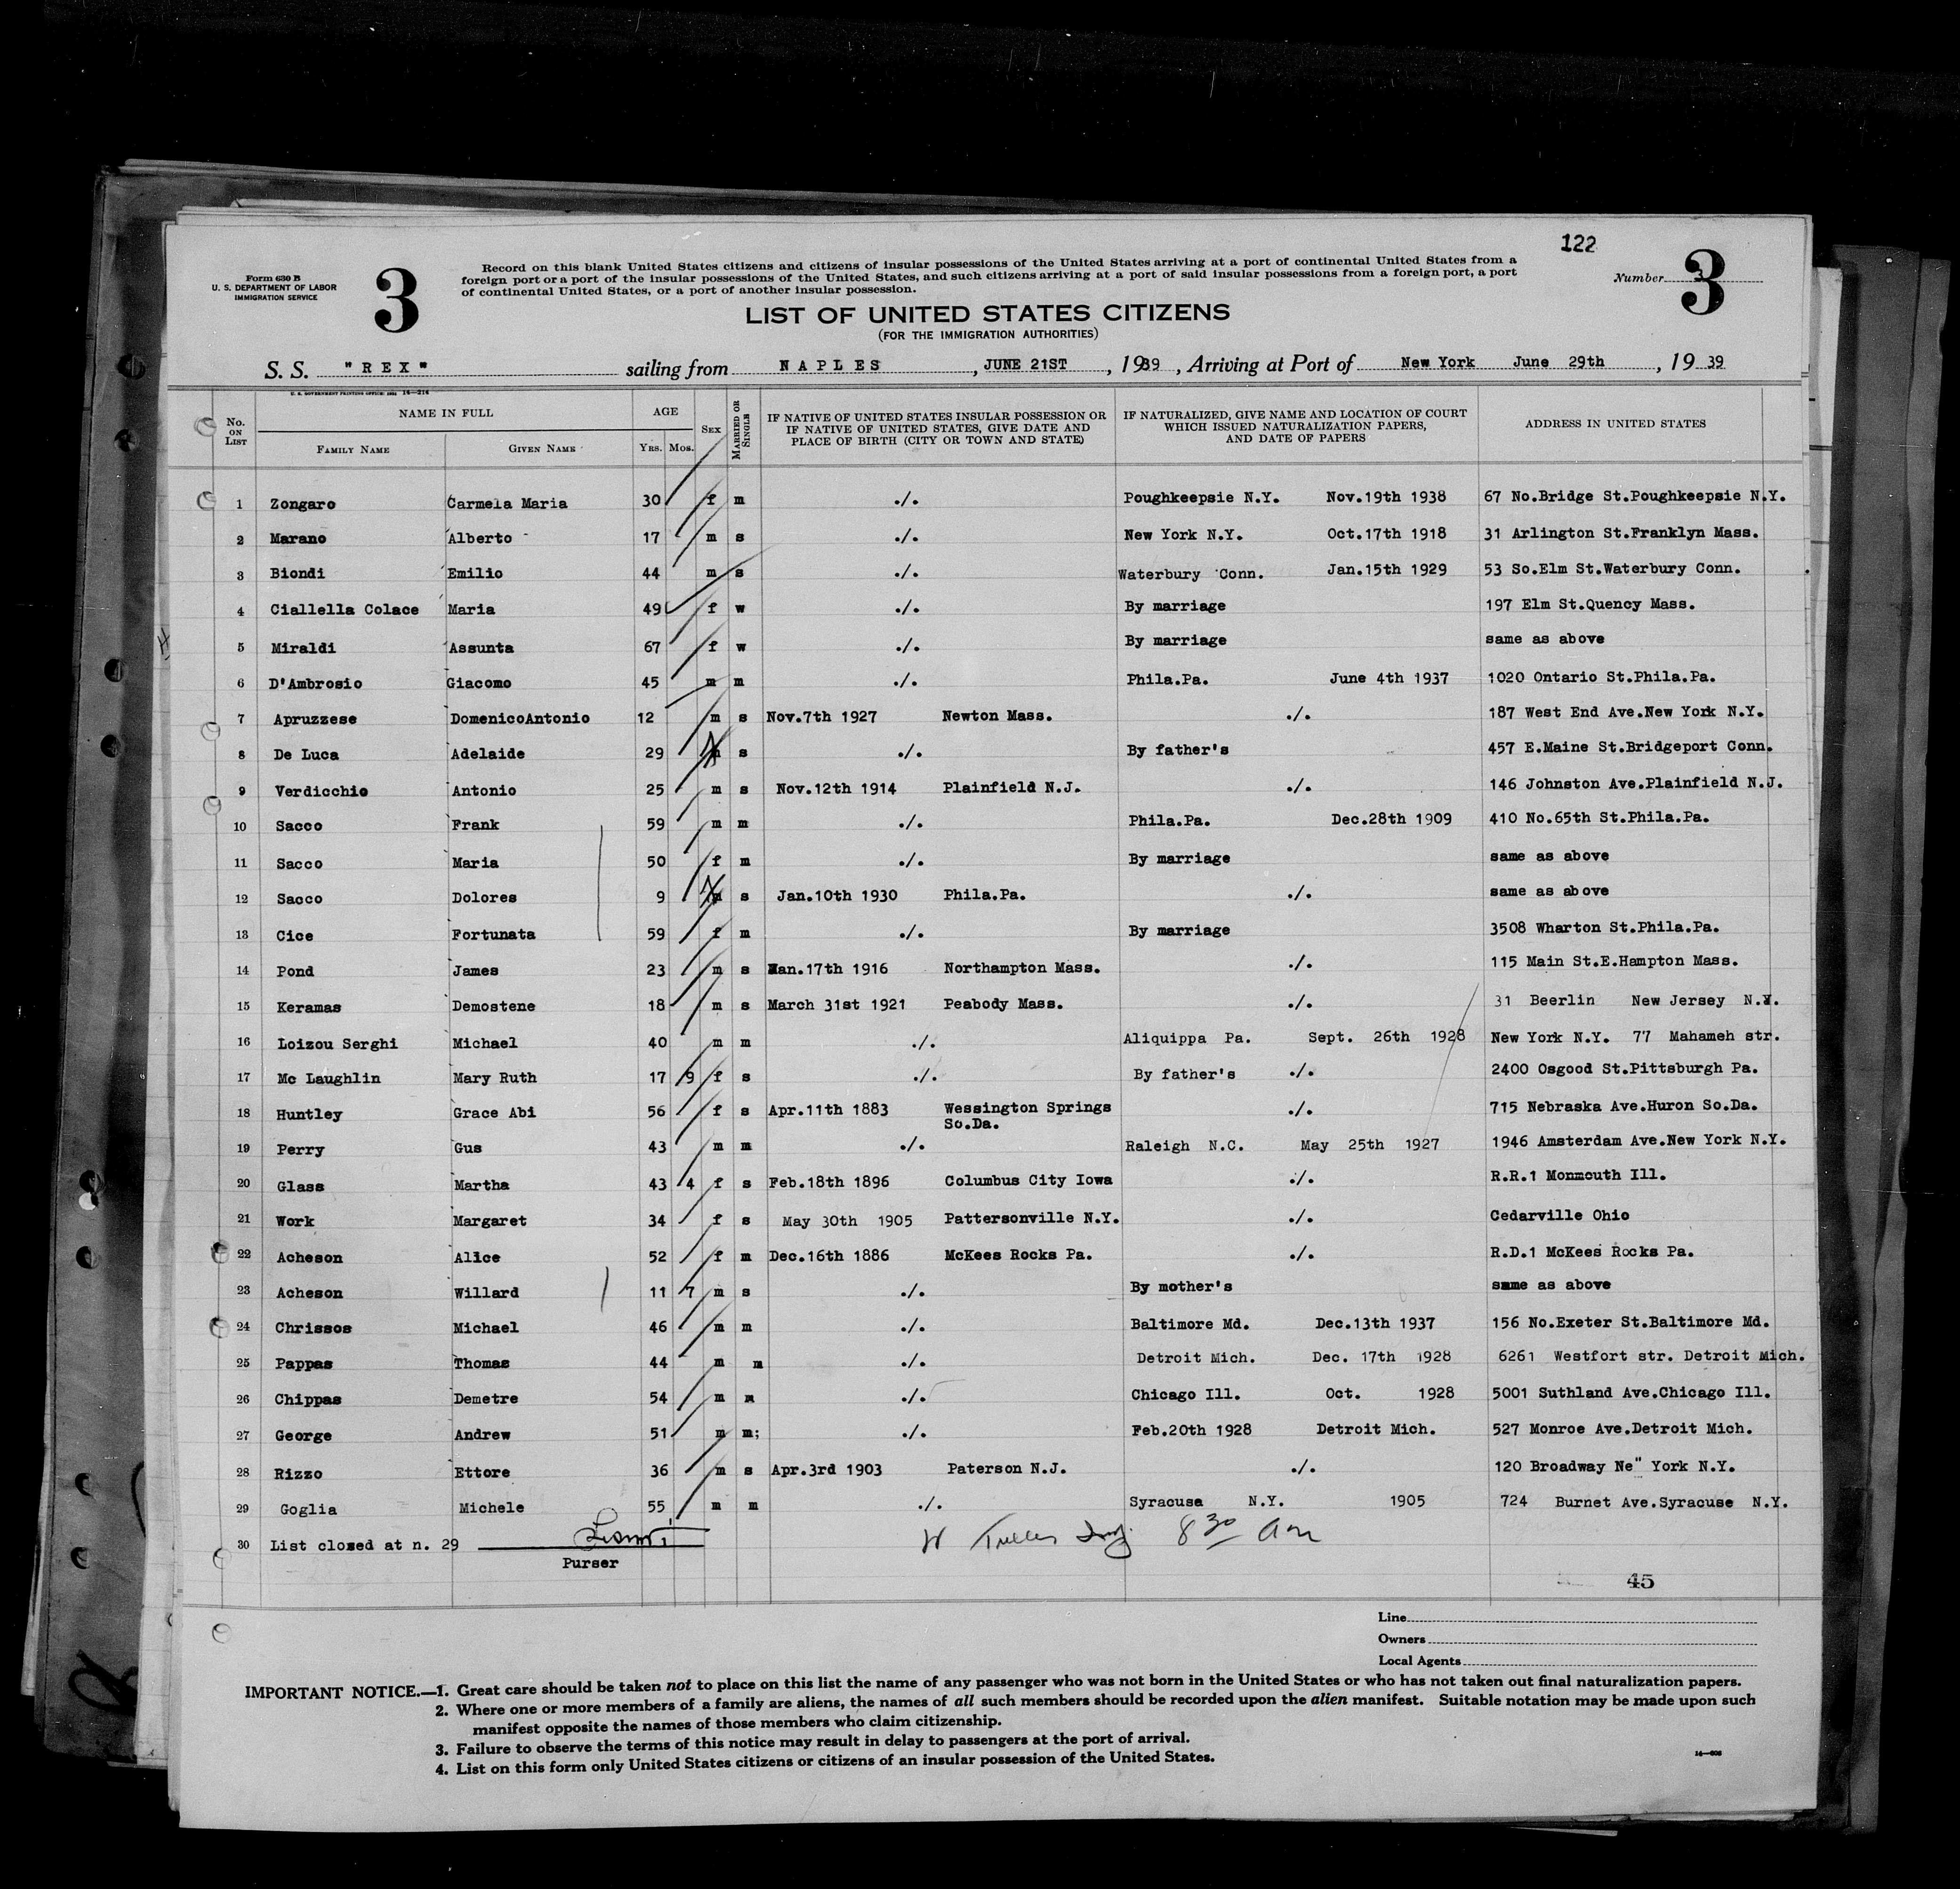 122
Form 630 B
U. S. DEPARTMENT OF LABOR
IMMIGRATION SERVICE
3
Record on this blank United States citizens and citizens of insular possessions of the United States arriving at a port of continental United States from a
foreign port or a port of the insular possessions of the United States, and such citizens arriving at a port of said insular possessions from a foreign port, a port
of continental United States, or a port of another insular possession.
Number 3
LIST OF UNITED STATES CITIZENS
(FOR THE IMMIGRATION AUTHORITIES)
S. S. "REX" sailing from NAPLES, JUNE 21ST, 1939, Arriving at Port of New York June 29th, 19 39
U. S. GOVERNMENT PRINTING OFFICE: 1931 14—214
No. ON LIST NAME IN FULL AGE SEX MARRIED OR SINGLE IF NATIVE OF UNITED STATES INSULAR POSSESSION OR IF NATIVE OF UNITED STATES, GIVE DATE AND PLACE OF BIRTH (CITY OR TOWN AND STATE) IF NATURALIZED, GIVE NAME AND LOCATION OF COURT WHICH ISSUED NATURALIZATION PAPERS, AND DATE OF PAPERS ADDRESS IN UNITED STATES
FAMILY NAME GIVEN NAME YRS. MOS.
1 Zongaro Carmela Maria 30 f m ./. Poughkeepsie N.Y. Nov.19th 1938 67 No.Bridge St.Poughkeepsie N.Y.
2 Marano Alberto 17 m s ./. New York N.Y. Oct.17th 1918 31 Arlington St.Franklyn Mass.
3 Biondi Emilio 44 m s ./. Waterbury Conn. Jan.15th 1929 53 So.Elm St.Waterbury Conn.
4 Ciallella Colace Maria 49 f w ./. By marriage 197 Elm St.Quency Mass.
5 Miraldi Assunta 67 f w ./. By marriage same as above
6 D'Ambrosio Giacomo 45 m m ./. Phila.Pa. June 4th 1937 1020 Ontario St.Phila.Pa.
7 Apruzzese DomenicoAntonio 12 m s Nov.7th 1927 Newton Mass. ./. 187 West End Ave.New York N.Y.
8 De Luca Adelaide 29 s ./. By father's 457 E.Maine St.Bridgeport Conn.
9 Verdicchio Antonio 25 m s Nov.12th 1914 Plainfield N.J. ./. 146 Johnston Ave.Plainfield N.J.
10 Sacco Frank 59 m m ./. Phila.Pa. Dec.28th 1909 410 No.65th St.Phila.Pa.
11 Sacco Maria 50 f m ./. By marriage same as above
12 Sacco Dolores 9 s Jan.10th 1930 Phila.Pa. ./. same as above
13 Cice Fortunata 59 f m ./. By marriage 3508 Wharton St.Phila.Pa.
14 Pond James 23 m s Jan.17th 1916 Northampton Mass. ./. 115 Main St.E.Hampton Mass.
15 Keramas Demostene 18 m s March 31st 1921 Peabody Mass. ./. 31 Beerlin New Jersey N.J.
16 Loizou Serghi Michael 40 m m ./. Aliquippa Pa. Sept. 26th 1928 New York N.Y. 77 Mahameh str.
17 Mc Laughlin Mary Ruth 17 9 f s ./. By father's ./. 2400 Osgood St.Pittsburgh Pa.
18 Huntley Grace Abi 56 f s Apr.11th 1883 Wessington Springs So.Da. ./. 715 Nebraska Ave.Huron So.Da.
19 Perry Gus 43 m m ./. Raleigh N.C. May 25th 1927 1946 Amsterdam Ave.New York N.Y.
20 Glass Martha 43 4 f s Feb.18th 1896 Columbus City Iowa ./. R.R.1 Monmouth Ill.
21 Work Margaret 34 f s May 30th 1905 Pattersonville N.Y. ./. Cedarville Ohio
22 Acheson Alice 52 f m Dec.16th 1886 McKees Rocks Pa. ./. R.D.1 McKees Rocks Pa.
23 Acheson Willard 11 7 m s ./. By mother's same as above
24 Chrissos Michael 46 m m ./. Baltimore Md. Dec.13th 1937 156 No.Exeter St.Baltimore Md.
25 Pappas Thomas 44 m m ./. Detroit Mich. Dec. 17th 1928 6261 Westfort str. Detroit Mich.
26 Chippas Demetre 54 m m ./. Chicago Ill. Oct. 1928 5001 Suthland Ave.Chicago Ill.
27 George Andrew 51 m m; ./. Feb.20th 1928 Detroit Mich. 527 Monroe Ave.Detroit Mich.
28 Rizzo Ettore 36 m s Apr.3rd 1903 Paterson N.J. ./. 120 Broadway Ne" York N.Y.
29 Goglia Michele 55 m m ./. Syracusa N.Y. 1905 724 Burnet Ave.Syracuse N.Y.
30 List closed at n. 29 8 30 am
Purser
45
Line
Owners
Local Agents
IMPORTANT NOTICE.—1. Great care should be taken not to place on this list the name of any passenger who was not born in the United States or who has not taken out final naturalization papers.
2. Where one or more members of a family are aliens, the names of all such members should be recorded upon the alien manifest. Suitable notation may be made upon such
manifest opposite the names of those members who claim citizenship.
3. Failure to observe the terms of this notice may result in delay to passengers at the port of arrival.
4. List on this form only United States citizens or citizens of an insular possession of the United States.